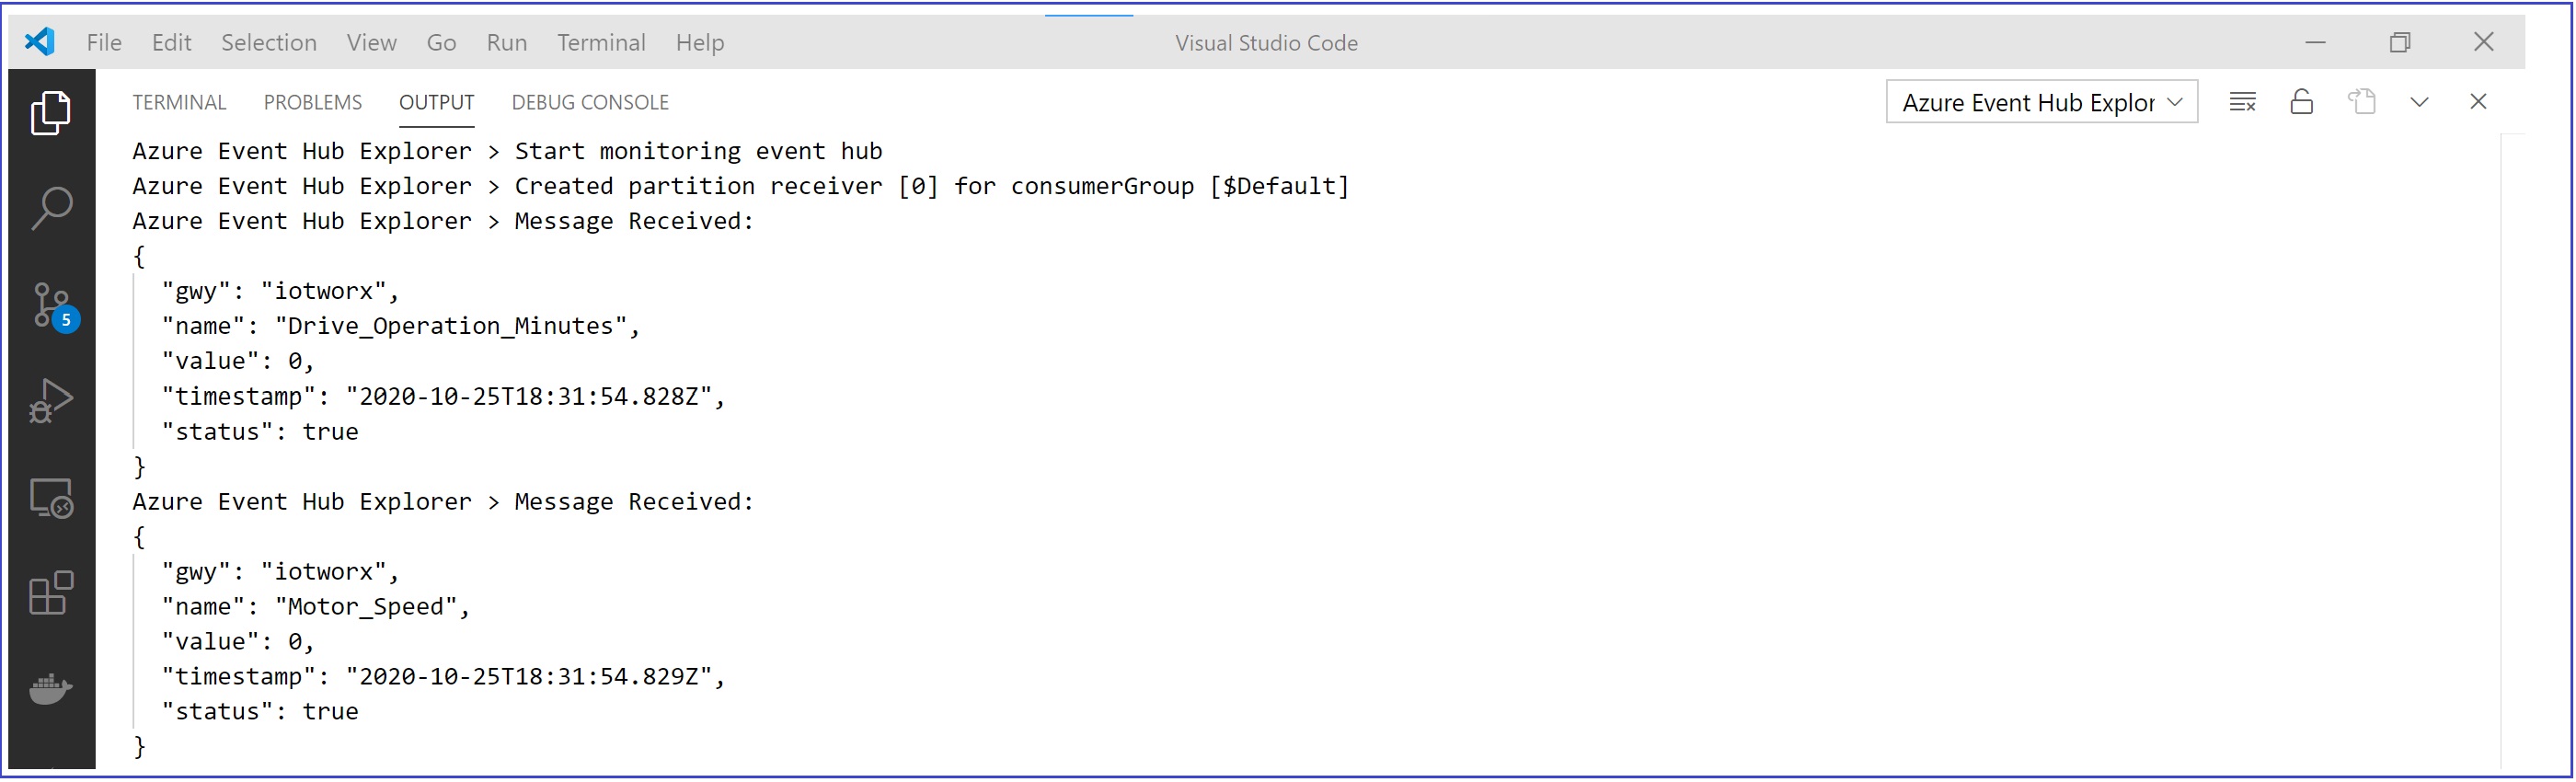 File Edit Selection View Go Run Terminal Help Visual Studio Code
TERMINAL PROBLEMS OUTPUT DEBUG CONSOLE Azure Event Hub Explor
Azure Event Hub Explorer > Start monitoring event hub
Azure Event Hub Explorer > Created partition receiver [0] for consumerGroup [$Default]
Azure Event Hub Explorer > Message Received:
{
"gwy": "iotworx",
"name": "Drive_Operation_Minutes",
"value": 0,
"timestamp": "2020-10-25T18:31:54.828Z",
"status": true
}
Azure Event Hub Explorer > Message Received:
{
"gwy": "iotworx",
"name": "Motor_Speed",
"value": 0,
"timestamp": "2020-10-25T18:31:54.829Z",
"status": true
}
5